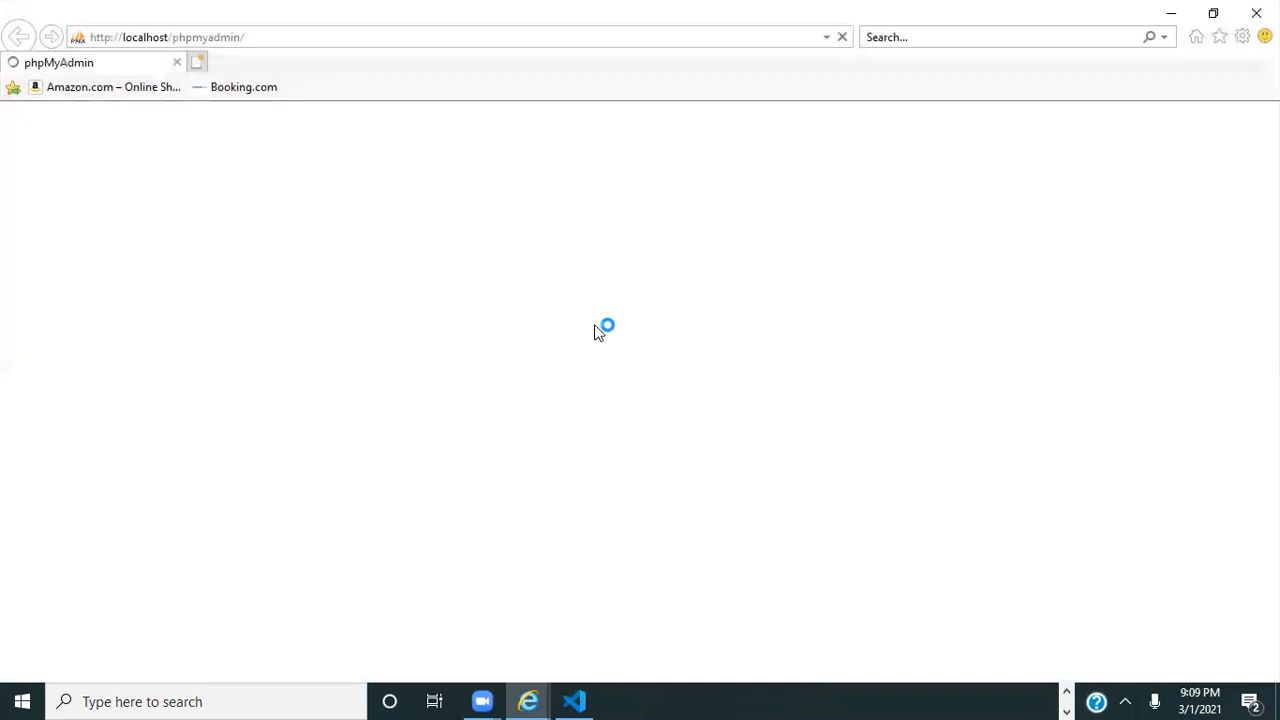 http://localhost/phpmyadmin/
Search...
phpMyAdmin
Amazon.com – Online Sh... Booking.com
Type here to search
9:09 PM
3/1/2021
2